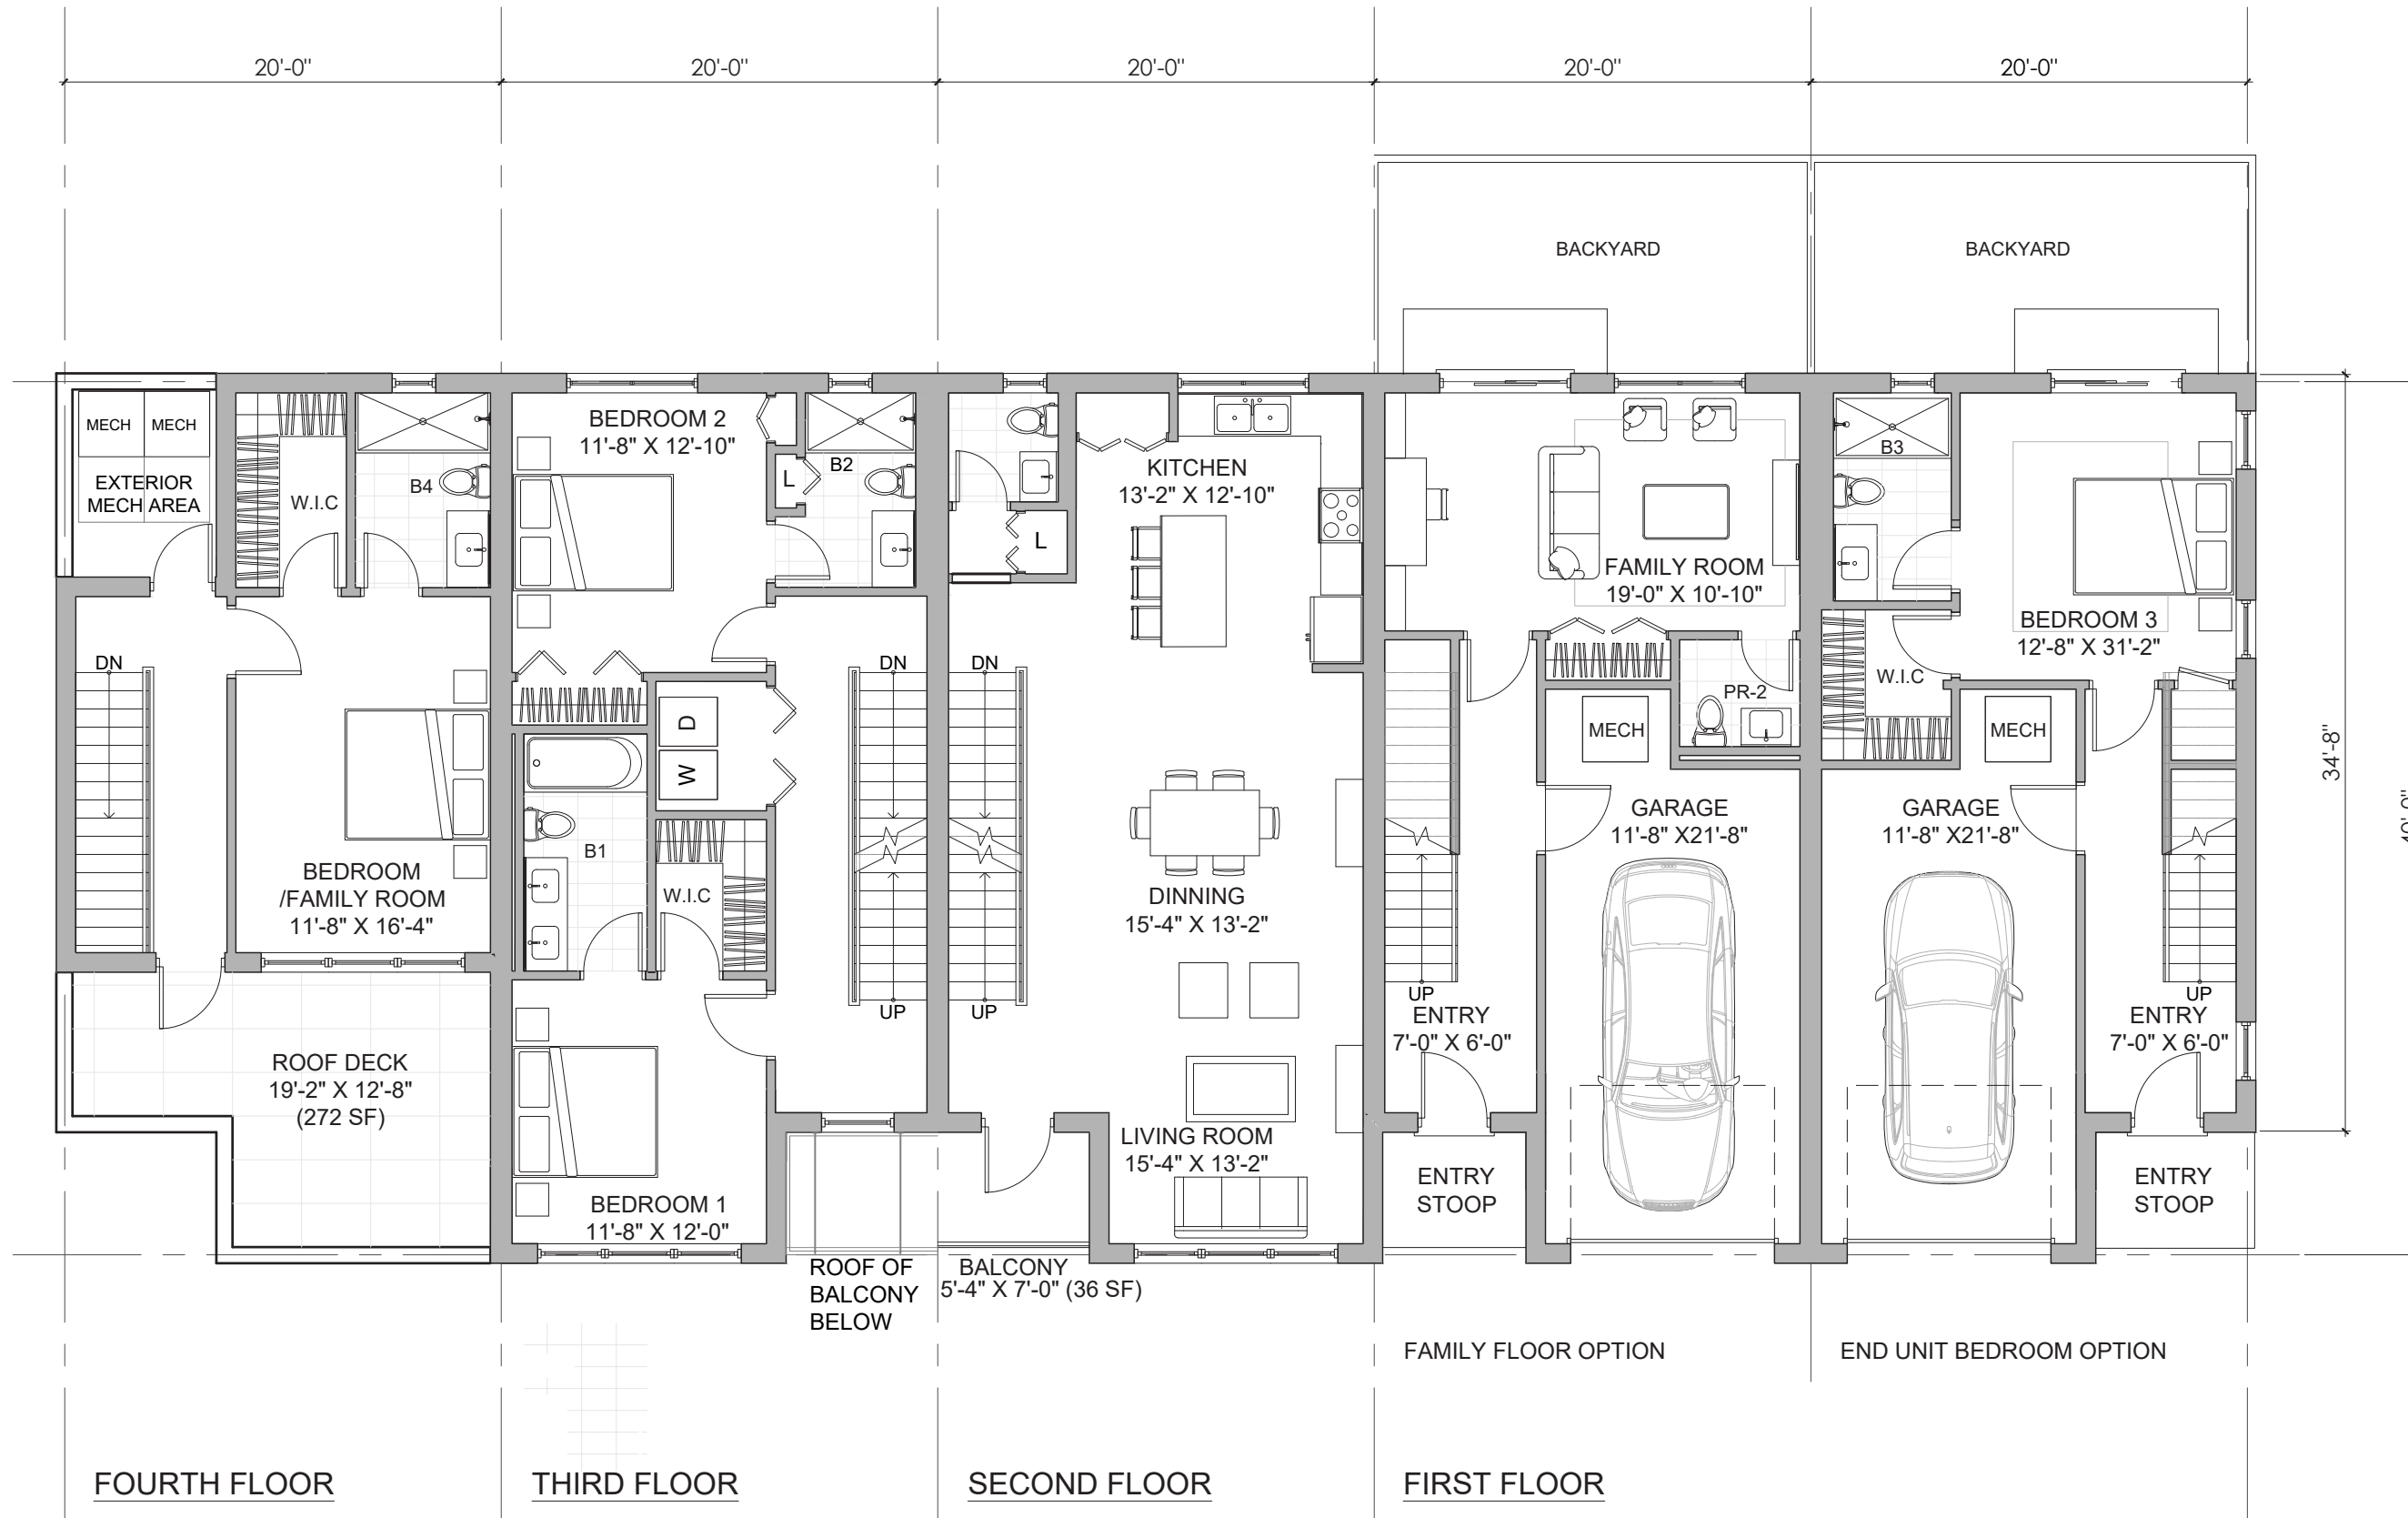 20'-0"
20'-0"
20'-0"
20'-0"
20'-0"
BACKYARD
BACKYARD
MECH
MECH
EXTERIOR
MECH AREA
W.I.C
B4
DN
BEDROOM
/FAMILY ROOM
11'-8" X 16'-4"
ROOF DECK
19'-2" X 12'-8"
(272 SF)
BEDROOM 2
11'-8" X 12'-10"
L
B2
D
W
DN
B1
W.I.C
UP
BEDROOM 1
11'-8" X 12'-0"
ROOF OF
BALCONY
BELOW
KITCHEN
13'-2" X 12'-10"
L
DN
DINNING
15'-4" X 13'-2"
UP
LIVING ROOM
15'-4" X 13'-2"
BALCONY
5'-4" X 7'-0" (36 SF)
FAMILY ROOM
19'-0" X 10'-10"
PR-2
MECH
GARAGE
11'-8" X21'-8"
UP
ENTRY
7'-0" X 6'-0"
ENTRY
STOOP
B3
BEDROOM 3
12'-8" X 31'-2"
W.I.C
MECH
GARAGE
11'-8" X21'-8"
UP
ENTRY
7'-0" X 6'-0"
ENTRY
STOOP
34'-8"
FAMILY FLOOR OPTION
END UNIT BEDROOM OPTION
FOURTH FLOOR
THIRD FLOOR
SECOND FLOOR
FIRST FLOOR